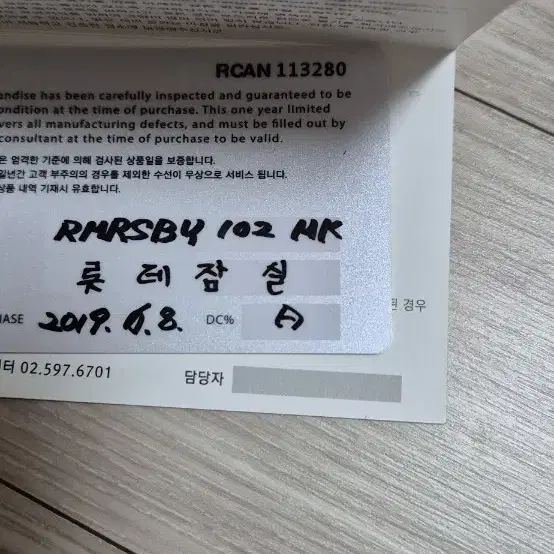 RCAN 113280
andise has been carefully inspected and guaranteed to be
ondition at the time of purchase. This one year limited
vers all manufacturing defects, and must be filled out by
consultant at the time of purchase to be valid.
은 엄격한 기준에 의해 검사된 상품임을 보증합니다.
일년간 고객 부주의의 경우를 제외한 수선이 무상으로 서비스 됩니다.
상품 내역 기재시 유효합니다.
RMRSBY 102 MK
롯데잠실
HASE 2019. 8. DC% A
된 경우
터 02.597.6701
담당자